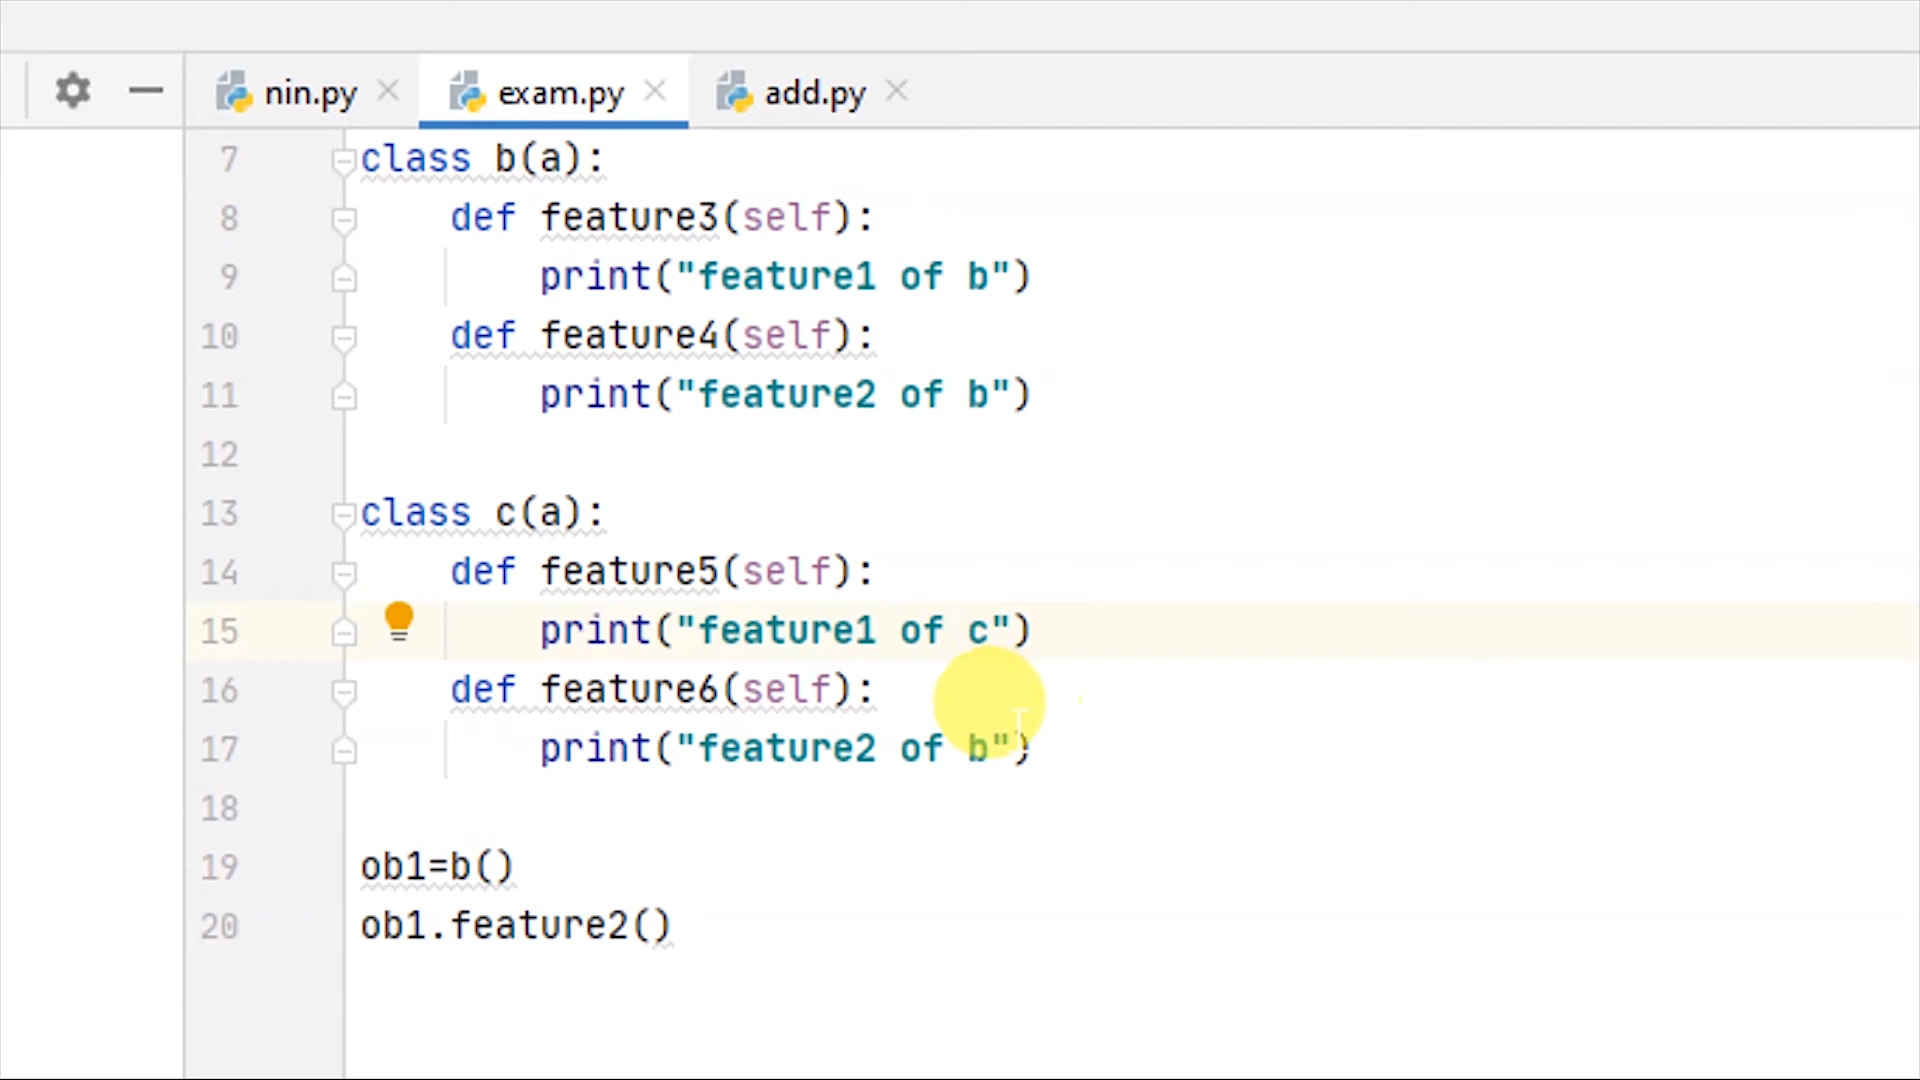 nin.py exam.py add.py
7 class b(a):
8 def feature3(self):
9 print("feature1 of b")
10 def feature4(self):
11 print("feature2 of b")
12
13 class c(a):
14 def feature5(self):
15 print("feature1 of c")
16 def feature6(self):
17 print("feature2 of b")
18
19 ob1=b()
20 ob1.feature2()